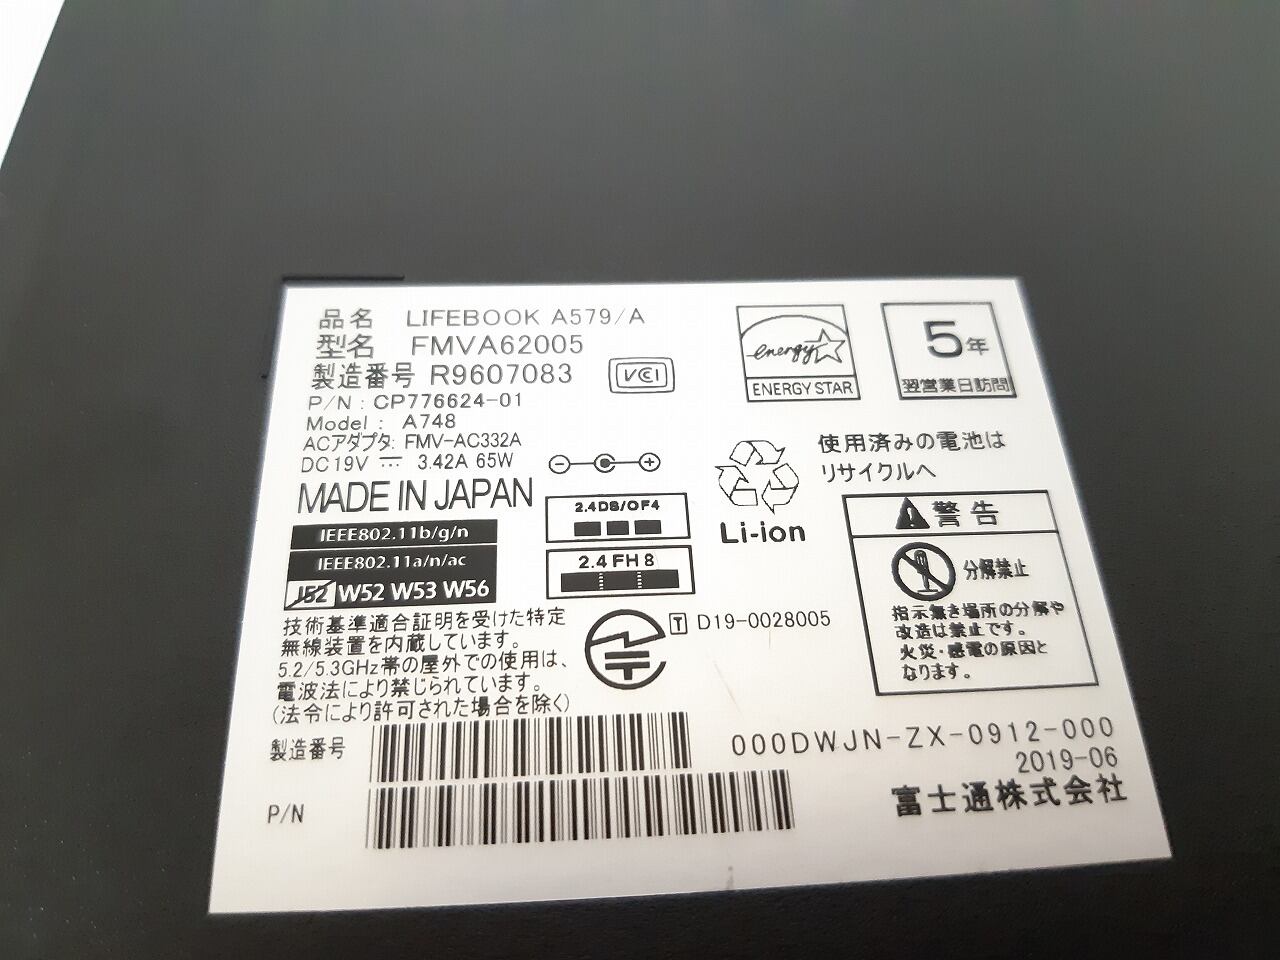 品名 LIFEBOOK A579/A
型名 FMVA62005
製造番号 R9607083
VCCI
P/N : CP776624-01
Model : A748
ACアダプタ: FMV-AC332A
DC19V 3.42A 65W
MADE IN JAPAN
energy
ENERGY STAR
5年
翌営業日訪問
使用済みの電池は
リサイクルへ
Li-ion
2.4DS/OF4
2.4FH8
IEEE802.11b/g/n
IEEE802.11a/n/ac
J52 W52 W53 W56
技術基準適合証明を受けた特定
無線装置を内蔵しています。
5.2/5.3GHz帯の屋外での使用は、
電波法により禁じられています。
(法令により許可された場合を除く)
T D19-0028005
警告
分解禁止
指示無き場所の分解や
改造は禁止です。
火災・感電の原因と
なります。
製造番号
P/N
000DWJN-ZX-0912-000
2019-06
富士通株式会社